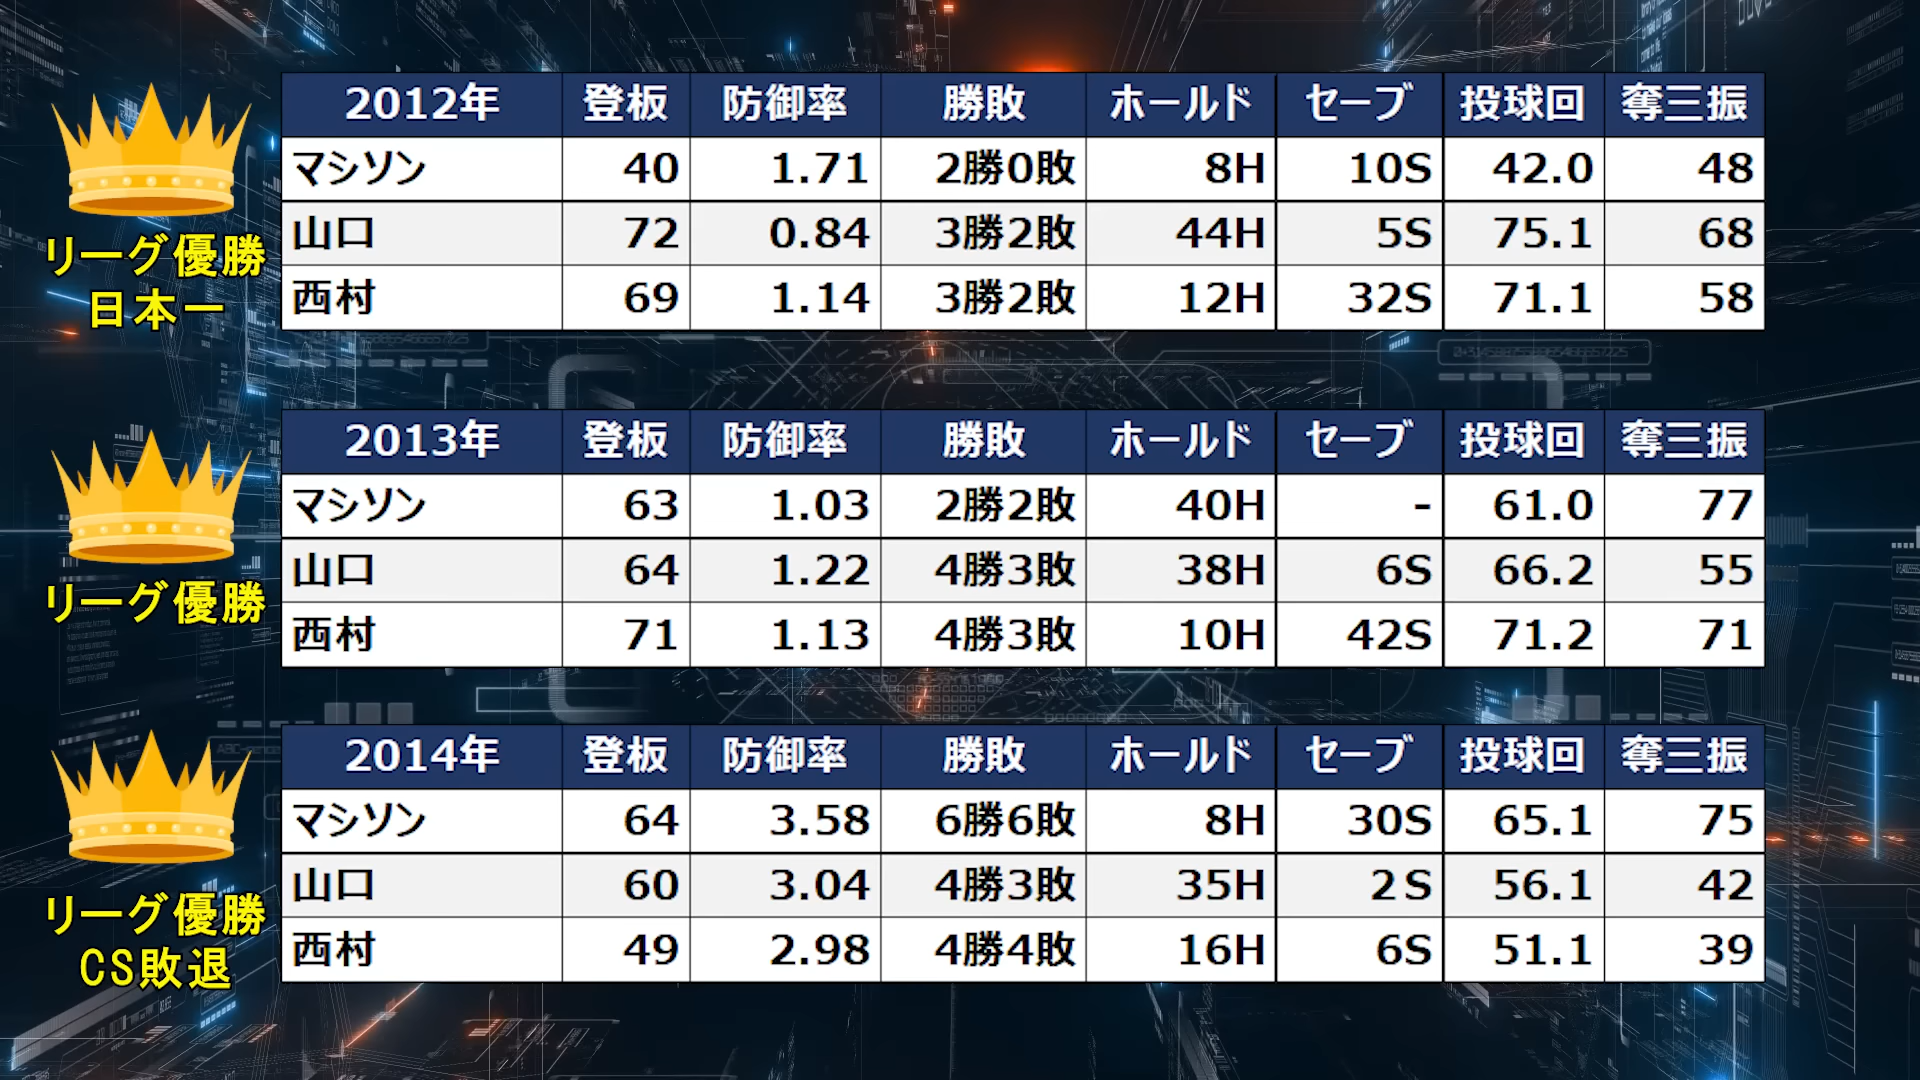 2012年 登板 防御率 勝敗 ホールド セーブ 投球回 奪三振
マシソン 40 1.71 2勝0敗 8H 10S 42.0 48
山口 72 0.84 3勝2敗 44H 5S 75.1 68
西村 69 1.14 3勝2敗 12H 32S 71.1 58
リーグ優勝
日本一
2013年 登板 防御率 勝敗 ホールド セーブ 投球回 奪三振
マシソン 63 1.03 2勝2敗 40H - 61.0 77
山口 64 1.22 4勝3敗 38H 6S 66.2 55
西村 71 1.13 4勝3敗 10H 42S 71.2 71
リーグ優勝
2014年 登板 防御率 勝敗 ホールド セーブ 投球回 奪三振
マシソン 64 3.58 6勝6敗 8H 30S 65.1 75
山口 60 3.04 4勝3敗 35H 2S 56.1 42
西村 49 2.98 4勝4敗 16H 6S 51.1 39
リーグ優勝
CS敗退